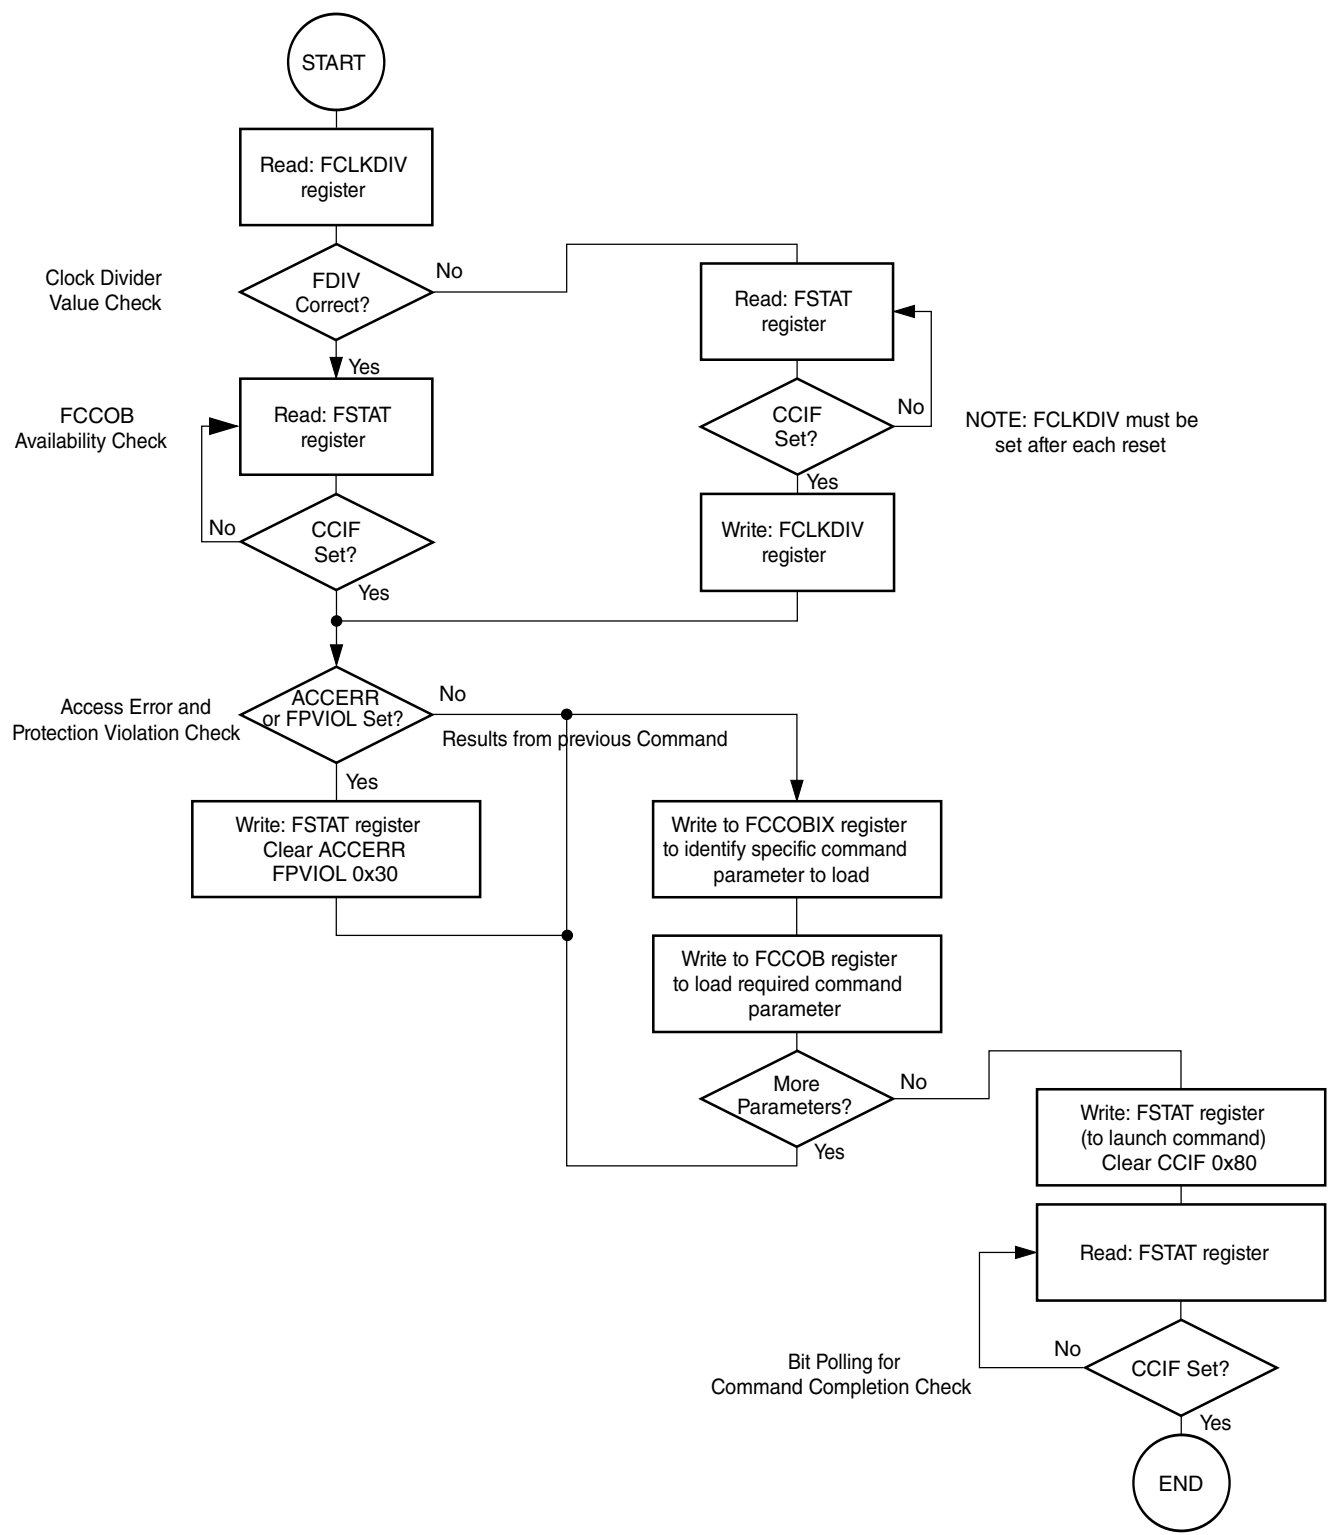 START
Read: FCLKDIV
register
Clock Divider
Value Check
FDIV
Correct?
No
Yes
Read: FSTAT
register
CCIF
Set?
No
Yes
NOTE: FCLKDIV must be
set after each reset
Write: FCLKDIV
register
FCCOB
Availability Check
Read: FSTAT
register
CCIF
Set?
No
Yes
Access Error and
Protection Violation Check
ACCERR
or FPVIOL Set?
No
Results from previous Command
Yes
Write: FSTAT register
Clear ACCERR
FPVIOL 0x30
Write to FCCOBIX register
to identify specific command
parameter to load
Write to FCCOB register
to load required command
parameter
More
Parameters?
No
Yes
Write: FSTAT register
(to launch command)
Clear CCIF 0x80
Read: FSTAT register
Bit Polling for
Command Completion Check
No
CCIF Set?
Yes
END